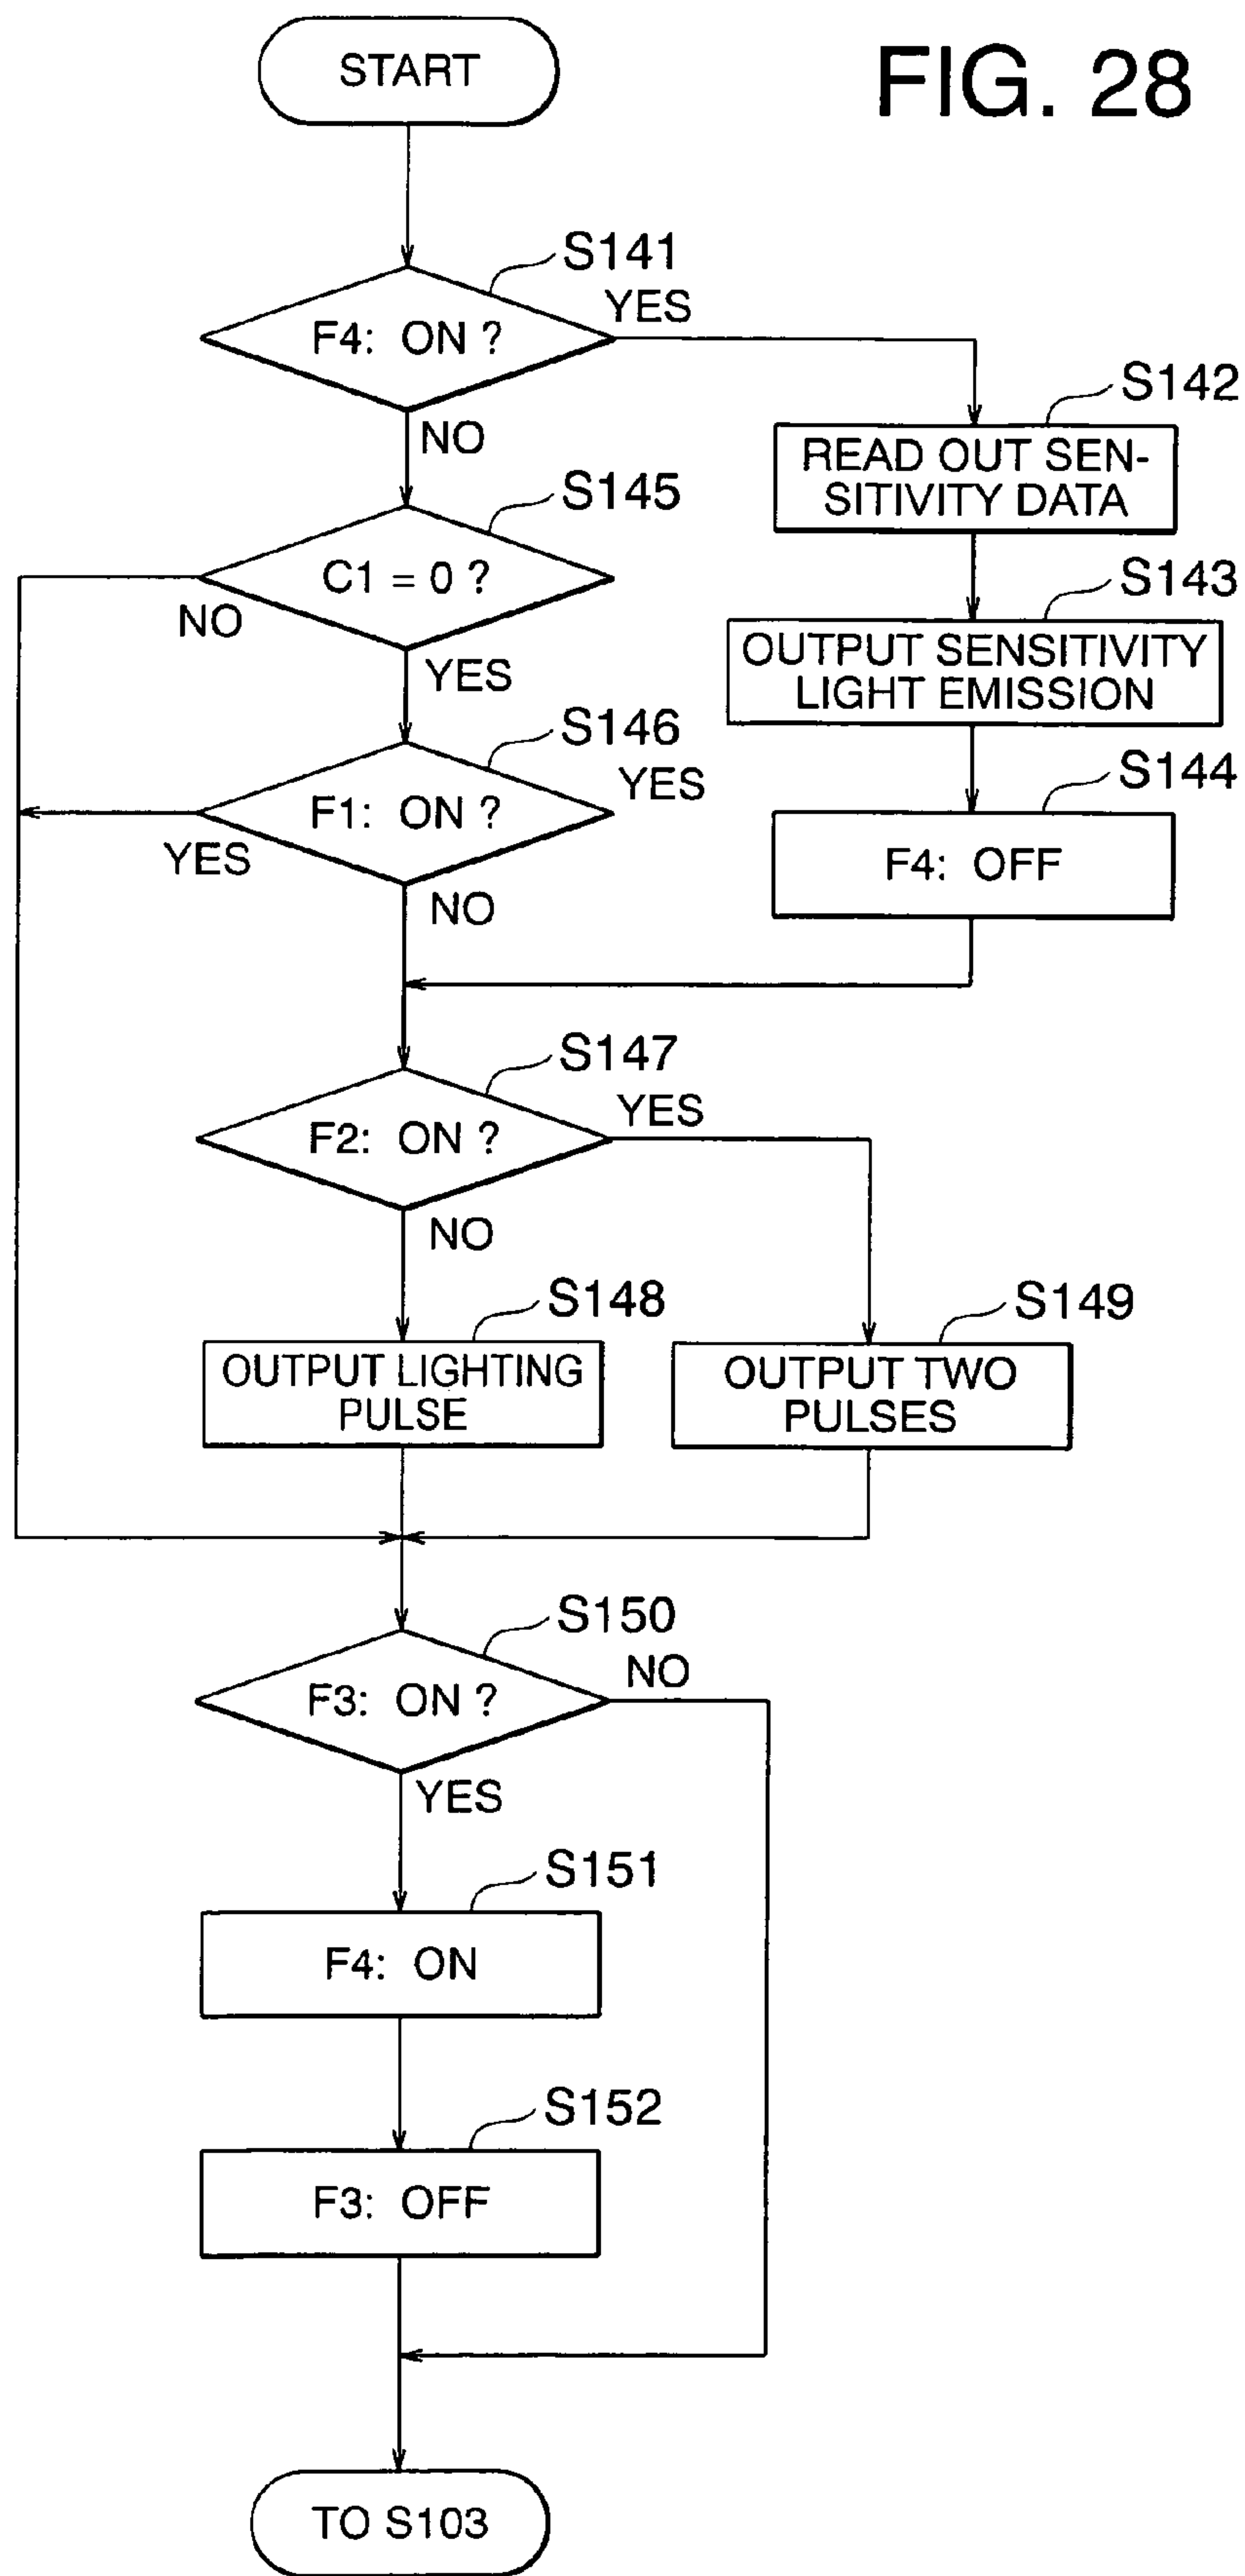 START
FIG. 28
S141
F4: ON ?
YES
NO
S142
READ OUT SEN-
SITIVITY DATA
S143
OUTPUT SENSITIVITY
LIGHT EMISSION
S144
F4: OFF
S145
C1 = 0 ?
NO
YES
S146
F1: ON ?
YES
YES
NO
S147
F2: ON ?
YES
NO
S148
OUTPUT LIGHTING
PULSE
S149
OUTPUT TWO
PULSES
S150
F3: ON ?
NO
YES
S151
F4: ON
S152
F3: OFF
TO S103